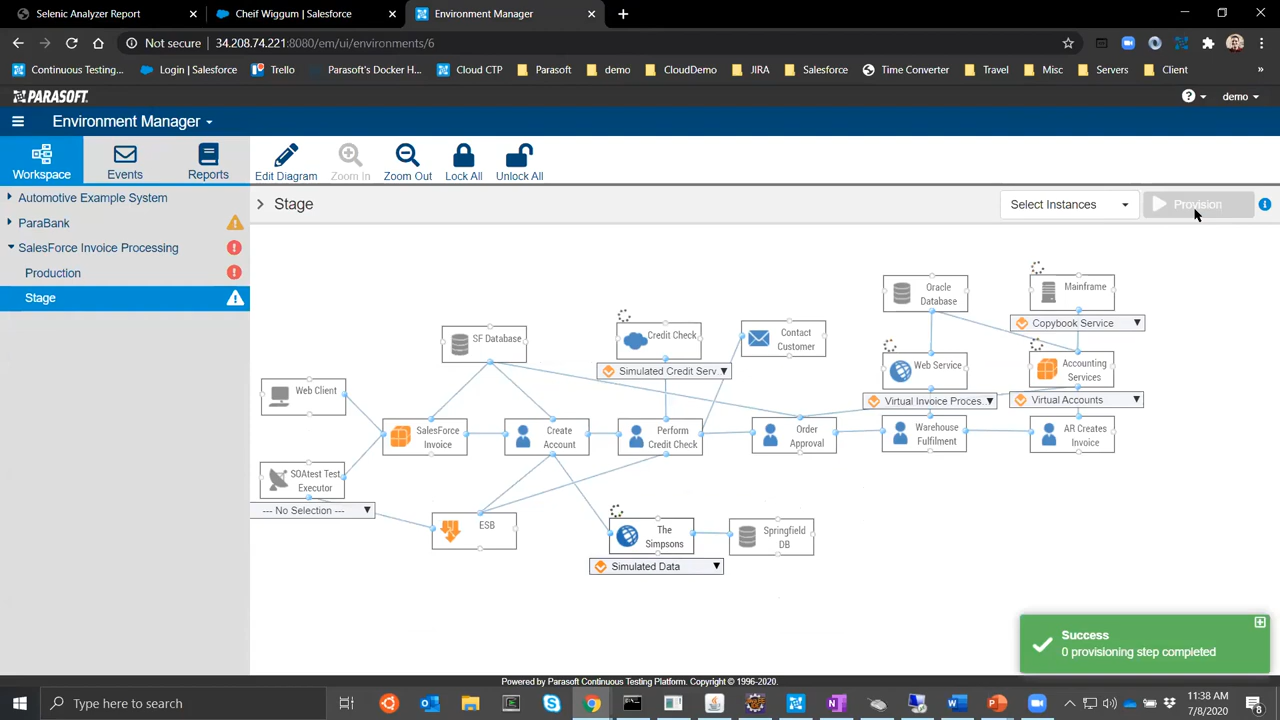 Selenic Analyzer Report
Cheif Wiggum | Salesforce
Environment Manager
Not secure
34.208.74.221:8080/em/ui/environments/6
Continuous Testing...
Login | Salesforce
Trello
Parasoft's Docker H...
Cloud CTP
Parasoft
demo
CloudDemo
JIRA
Salesforce
Time Converter
Travel
Misc
Servers
Client
»
PARASOFT
demo
Environment Manager
Workspace
Events
Reports
Edit Diagram
Zoom In
Zoom Out
Lock All
Unlock All
Automotive Example System
ParaBank
SalesForce Invoice Processing
Production
Stage
Stage
Select Instances
Provision
Oracle
Database
Mainframe
Copybook Service
SF Database
Credit Check
Simulated Credit Serv..
Contact
Customer
Web Service
Virtual Invoice Proces..
Accounting
Services
Virtual Accounts
Web Client
SalesForce
Invoice
Create
Account
Perform
Credit Check
Order
Approval
Warehouse
Fulfilment
AR Creates
Invoice
SOAtest Test
Executor
--- No Selection ---
ESB
The
Simpsons
Simulated Data
Springfield
DB
Success
0 provisioning step completed
Powered by Parasoft Continuous Testing Platform. Copyright © 1996-2020.
Type here to search
11:38 AM
7/8/2020
8